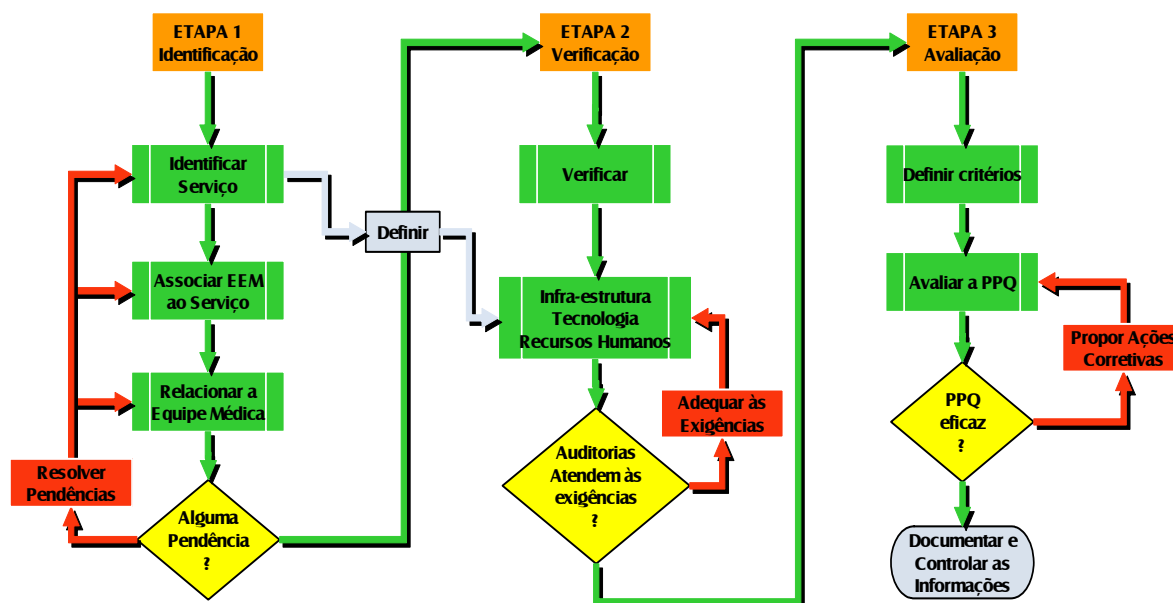 ETAPA 1
Identificação
Identificar
Serviço
Associar EEM
ao Serviço
Relacionar a
Equipe Médica
Resolver
Pendências
Alguma
Pendência
?
Definir
ETAPA 2
Verificação
Verificar
Infra-estrutura
Tecnologia
Recursos Humanos
Adequar às
Exigências
Auditorias
Atendem às
exigências
?
ETAPA 3
Avaliação
Definir critérios
Avaliar a PPQ
Propor Ações
Corretivas
PPQ
eficaz
?
Documentar e
Controlar as
Informações